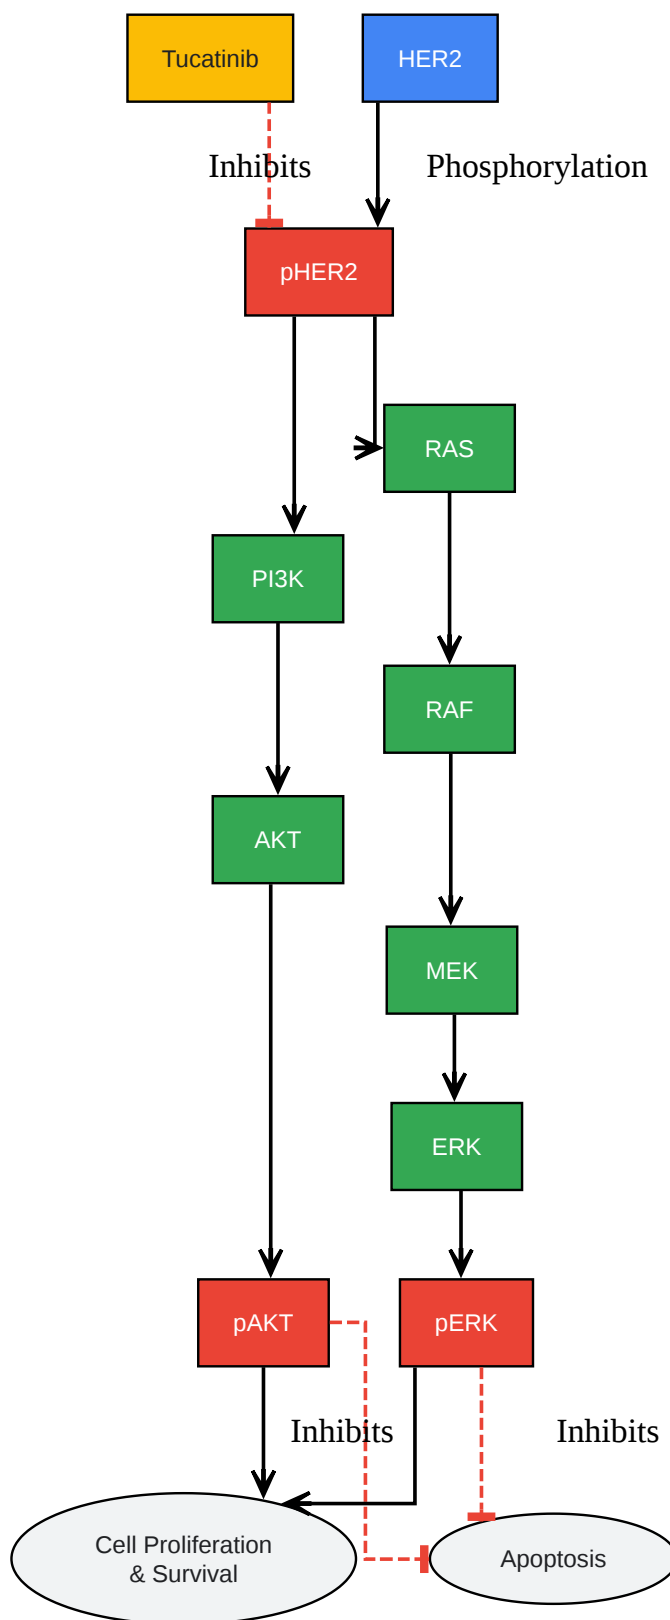 Tucatinib
HER2
Inhibits
Phosphorylation
pHER2
RAS
PI3K
RAF
AKT
MEK
ERK
pAKT
pERK
Inhibits
Inhibits
Cell Proliferation
& Survival
Apoptosis